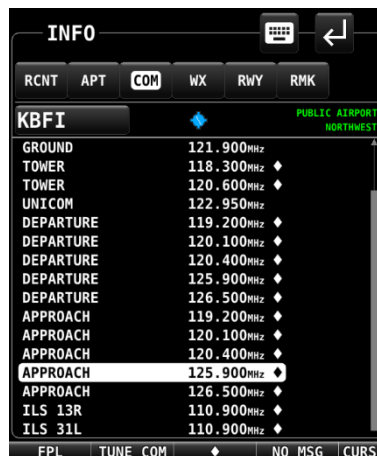 INFO
RCNT APT COM WX RWY RMK
KBFI PUBLIC AIRPORT
NORTHWEST
GROUND 121.900MHz
TOWER 118.300MHz ♦
TOWER 120.600MHz ♦
UNICOM 122.950MHz
DEPARTURE 119.200MHz ♦
DEPARTURE 120.100MHz ♦
DEPARTURE 120.400MHz ♦
DEPARTURE 125.900MHz ♦
DEPARTURE 126.500MHz ♦
APPROACH 119.200MHz ♦
APPROACH 120.100MHz ♦
APPROACH 120.400MHz ♦
APPROACH 125.900MHz ♦
APPROACH 126.500MHz ♦
ILS 13R 110.900MHz ♦
ILS 31L 110.900MHz ♦
FPL TUNE COM ♦ NO MSG CURS